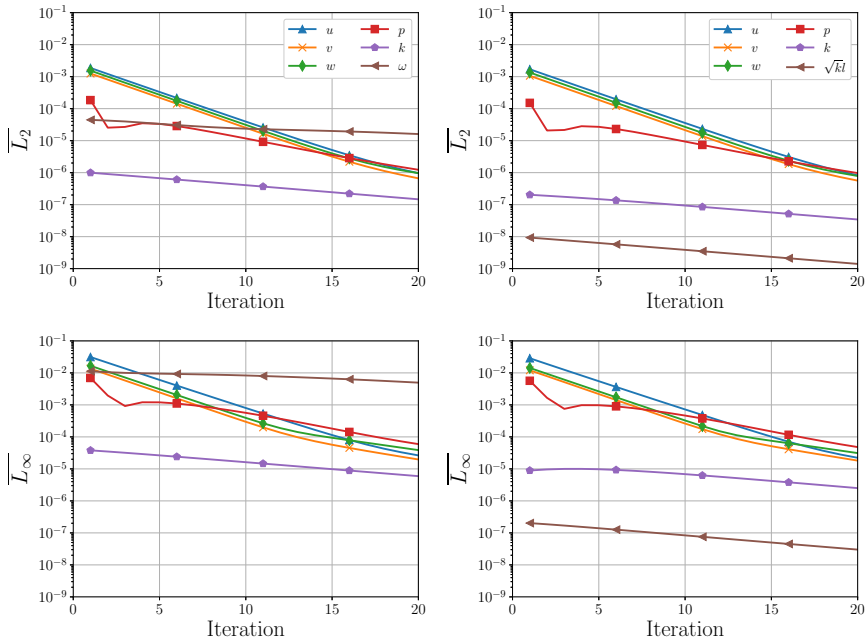 10⁻¹
10⁻²
10⁻³
10⁻⁴
10⁻⁵
10⁻⁶
10⁻⁷
10⁻⁸
10⁻⁹
L₂
0 5 10 15 20
Iteration
u p
v k
w ω
10⁻¹
10⁻²
10⁻³
10⁻⁴
10⁻⁵
10⁻⁶
10⁻⁷
10⁻⁸
10⁻⁹
L₂
0 5 10 15 20
Iteration
u p
v k
w √kl
10⁻¹
10⁻²
10⁻³
10⁻⁴
10⁻⁵
10⁻⁶
10⁻⁷
10⁻⁸
10⁻⁹
L∞
0 5 10 15 20
Iteration
10⁻¹
10⁻²
10⁻³
10⁻⁴
10⁻⁵
10⁻⁶
10⁻⁷
10⁻⁸
10⁻⁹
L∞
0 5 10 15 20
Iteration